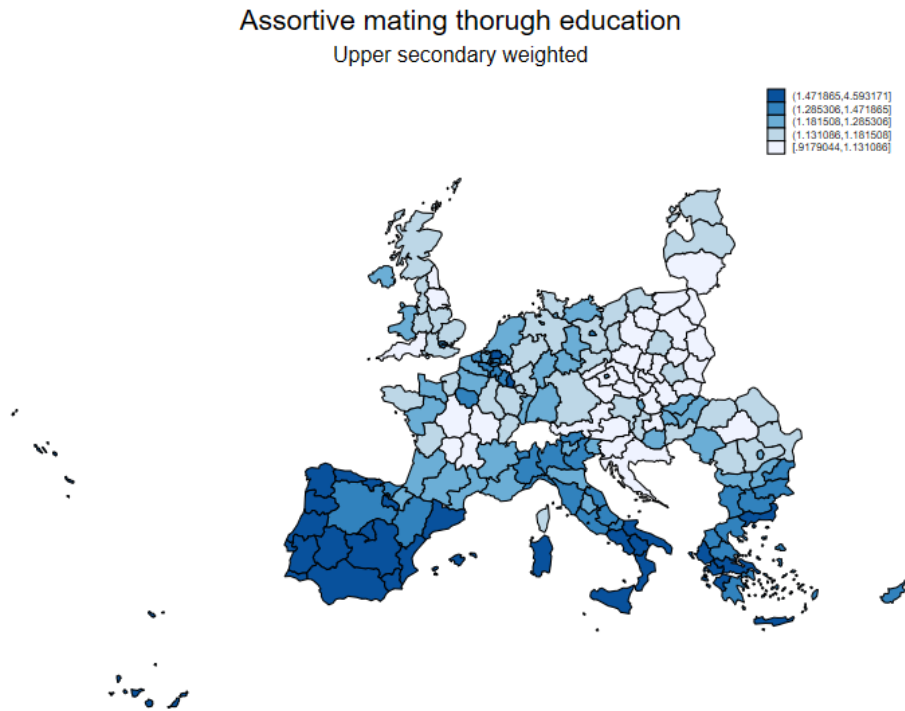 Assortive mating thorugh education
Upper secondary weighted
(1.471865,4.593171]
(1.285306,1.471865]
(1.181508,1.285306]
(1.131086,1.181508]
[.9179044,1.131086]